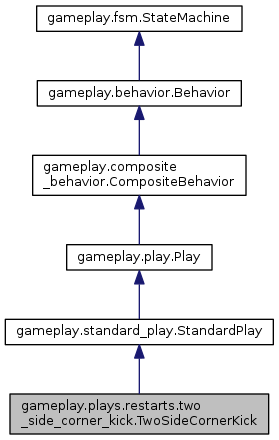 gameplay.fsm.StateMachine
gameplay.behavior.Behavior
gameplay.composite
_behavior.CompositeBehavior
gameplay.play.Play
gameplay.standard_play.StandardPlay
gameplay.plays.restarts.two
_side_corner_kick.TwoSideCornerKick